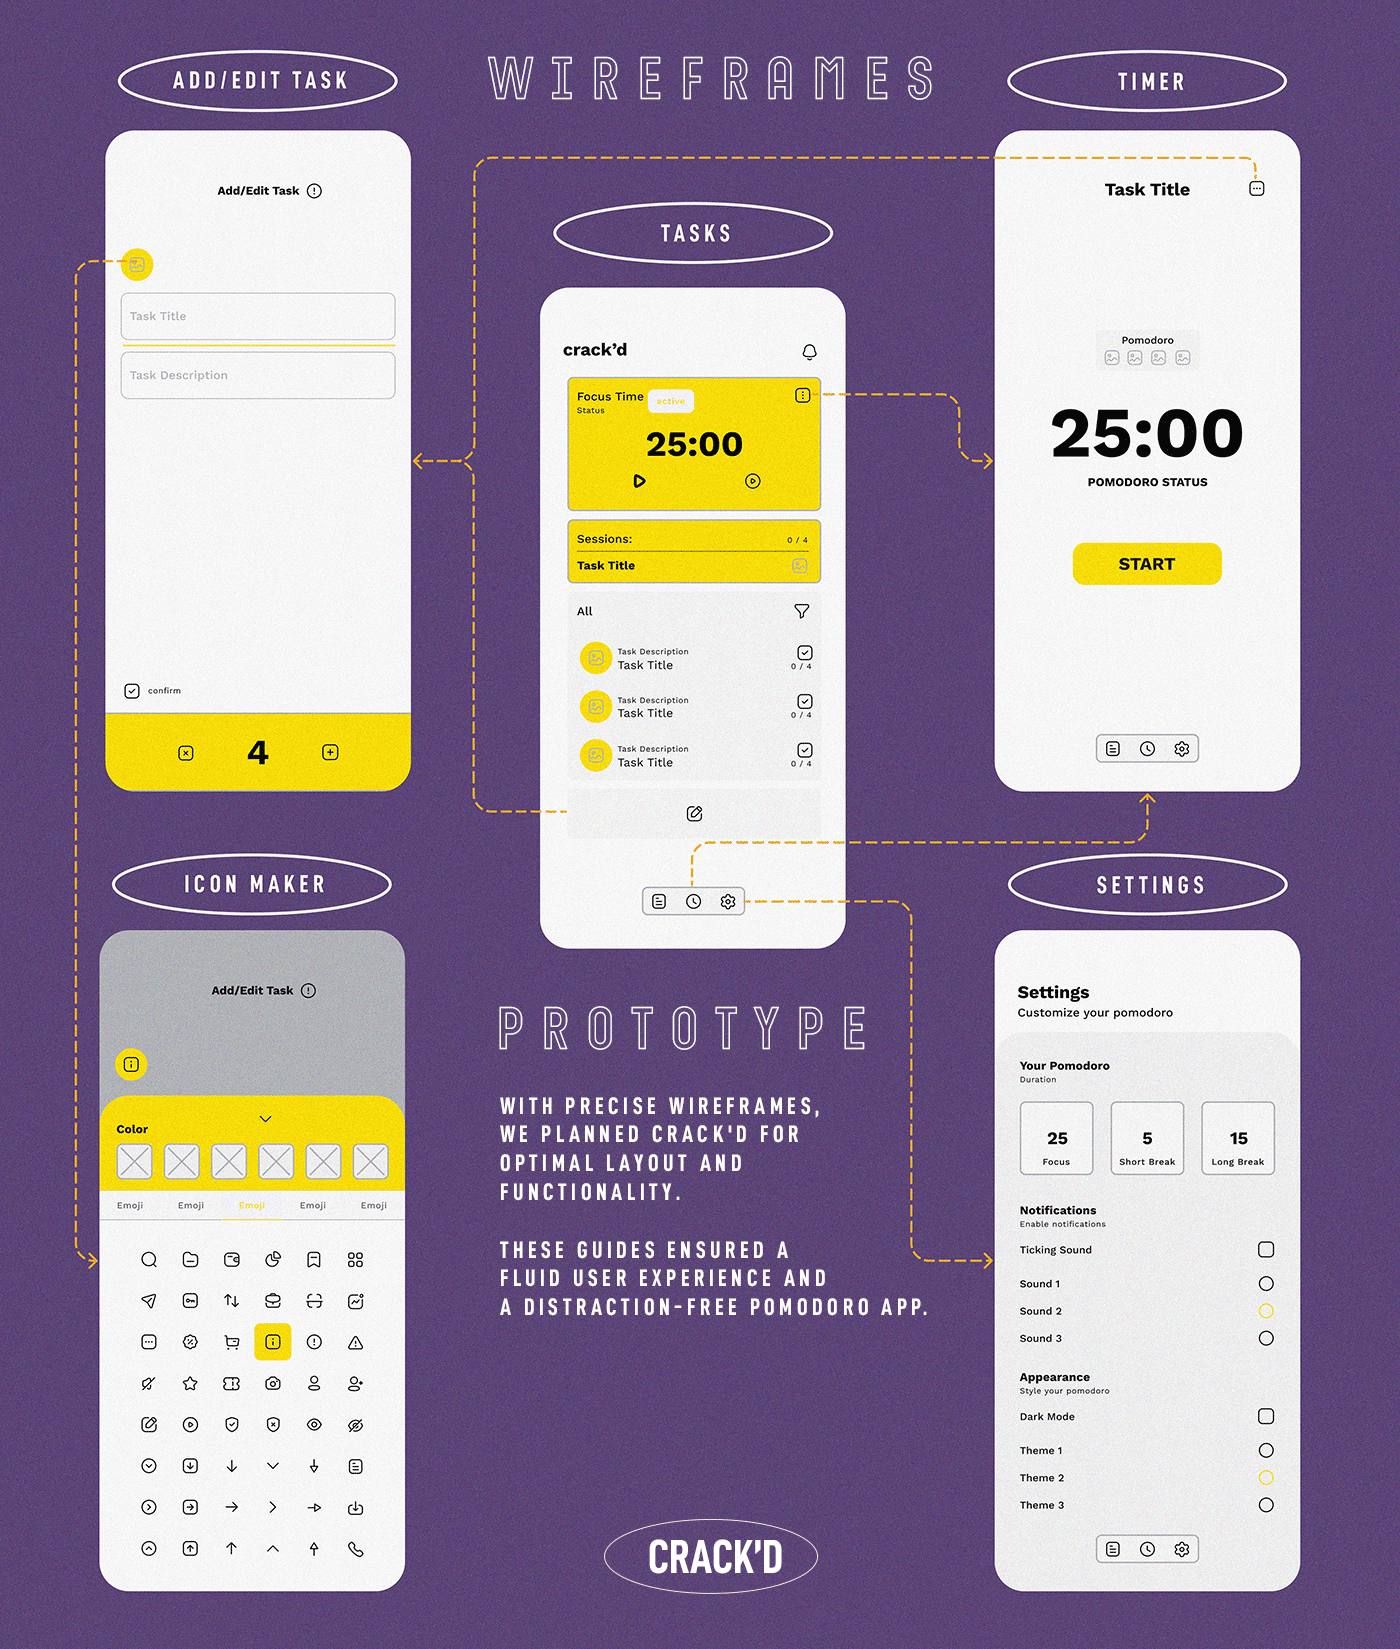 WIREFRAMES
ADD/EDIT TASK
Add/Edit Task
Task Title
Task Description
confirm
4
TASKS
crack’d
Focus Time
active
Status
25:00
Sessions:
0 / 4
Task Title
All
Task Description
Task Title
0 / 4
Task Description
Task Title
0 / 4
Task Description
Task Title
0 / 4
TIMER
Task Title
Pomodoro
25:00
POMODORO STATUS
START
ICON MAKER
Add/Edit Task
Color
Emoji Emoji Emoji Emoji Emoji
PROTOTYPE
WITH PRECISE WIREFRAMES,
WE PLANNED CRACK'D FOR
OPTIMAL LAYOUT AND
FUNCTIONALITY.
THESE GUIDES ENSURED A
FLUID USER EXPERIENCE AND
A DISTRACTION-FREE POMODORO APP.
CRACK’D
SETTINGS
Settings
Customize your pomodoro
Your Pomodoro
Duration
25 5 15
Focus Short Break Long Break
Notifications
Enable notifications
Ticking Sound
Sound 1
Sound 2
Sound 3
Appearance
Style your pomodoro
Dark Mode
Theme 1
Theme 2
Theme 3